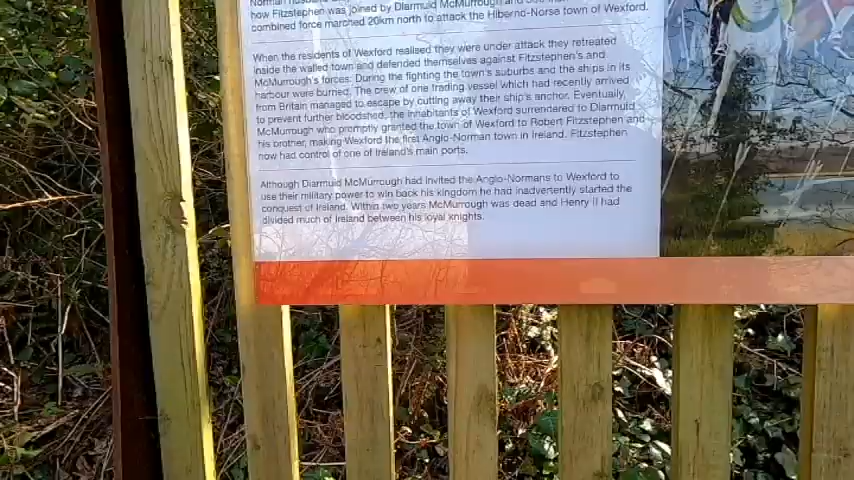 how Fitzstephen was joined by Diarmuid McMurrough and
combined force marched 20km north to attack the Hiberno-Norse town of Wexford.
When the residents of Wexford realised they were under attack they retreated
inside the walled town and defended themselves against Fitzstephen's and
McMurrough's forces. During the fighting the town's suburbs and the ships in its
harbour were burned. The crew of one trading vessel which had recently arrived
from Britain managed to escape by cutting away their ship's anchor. Eventually,
to prevent further bloodshed, the inhabitants of Wexford surrendered to Diarmuid
McMurrough who promptly granted the town of Wexford to Robert Fitzstephen and
his brother, making Wexford the first Anglo-Norman town in Ireland. Fitzstephen
now had control of one of Ireland's main ports.
Although Diarmuid McMurrough had invited the Anglo-Normans to Wexford to
use their military power to win back his kingdom he had inadvertently started the
conquest of Ireland. Within two years McMurrough was dead and Henry II had
divided much of Ireland between his loyal knights.